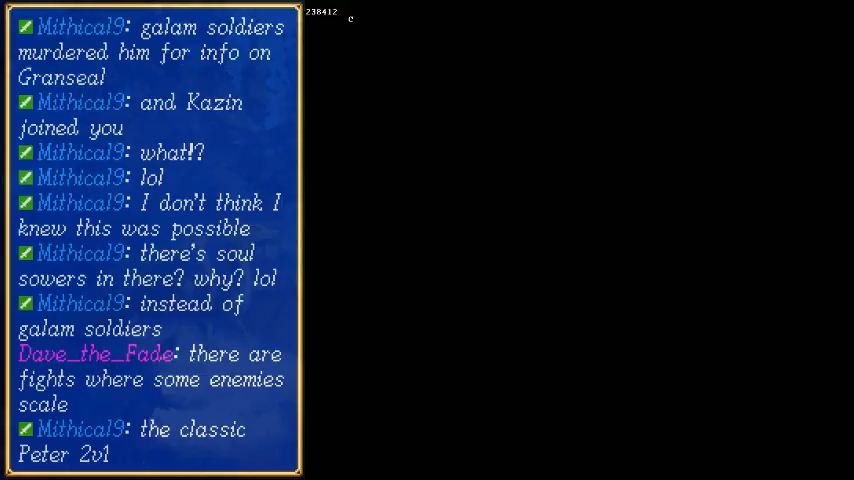 Mithical9: galam soldiers
murdered him for info on
Granseal
Mithical9: and Kazin
joined you
Mithical9: what!?
Mithical9: lol
Mithical9: I don't think I
knew this was possible
Mithical9: there's soul
sowers in there? why? lol
Mithical9: instead of
galam soldiers
Dave_the_Fade: there are
fights where some enemies
scale
Mithical9: the classic
Peter 2v1
238412
c